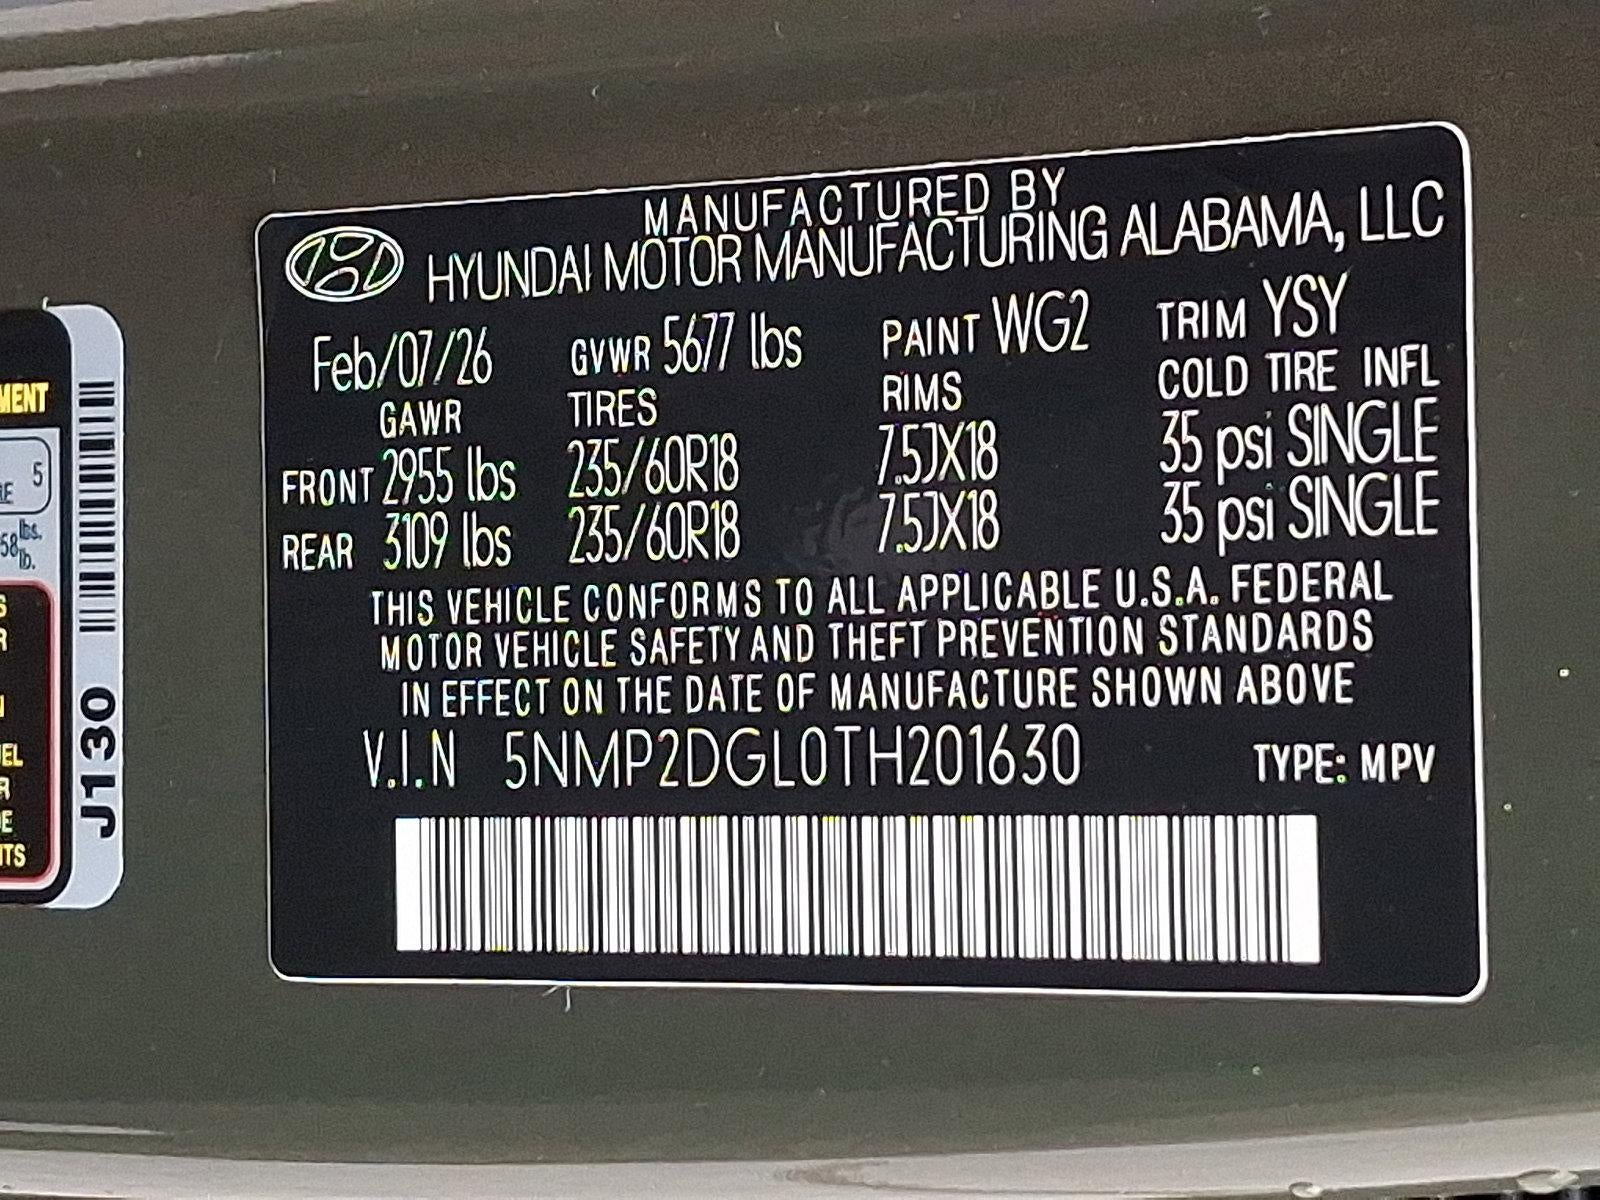 MANUFACTURED BY
HYUNDAI MOTOR MANUFACTURING ALABAMA, LLC
Feb/07/26 GVWR 5677 lbs PAINT WG2 TRIM YSY
GAWR TIRES RIMS COLD TIRE INFL
FRONT 2955 lbs 235/60R18 7.5JX18 35 psi SINGLE
REAR 3109 lbs 235/60R18 7.5JX18 35 psi SINGLE
THIS VEHICLE CONFORMS TO ALL APPLICABLE U.S.A. FEDERAL
MOTOR VEHICLE SAFETY AND THEFT PREVENTION STANDARDS
IN EFFECT ON THE DATE OF MANUFACTURE SHOWN ABOVE
V.I.N 5NMP2DGL0TH201630 TYPE: MPV
J130
5
lbs.
lb.